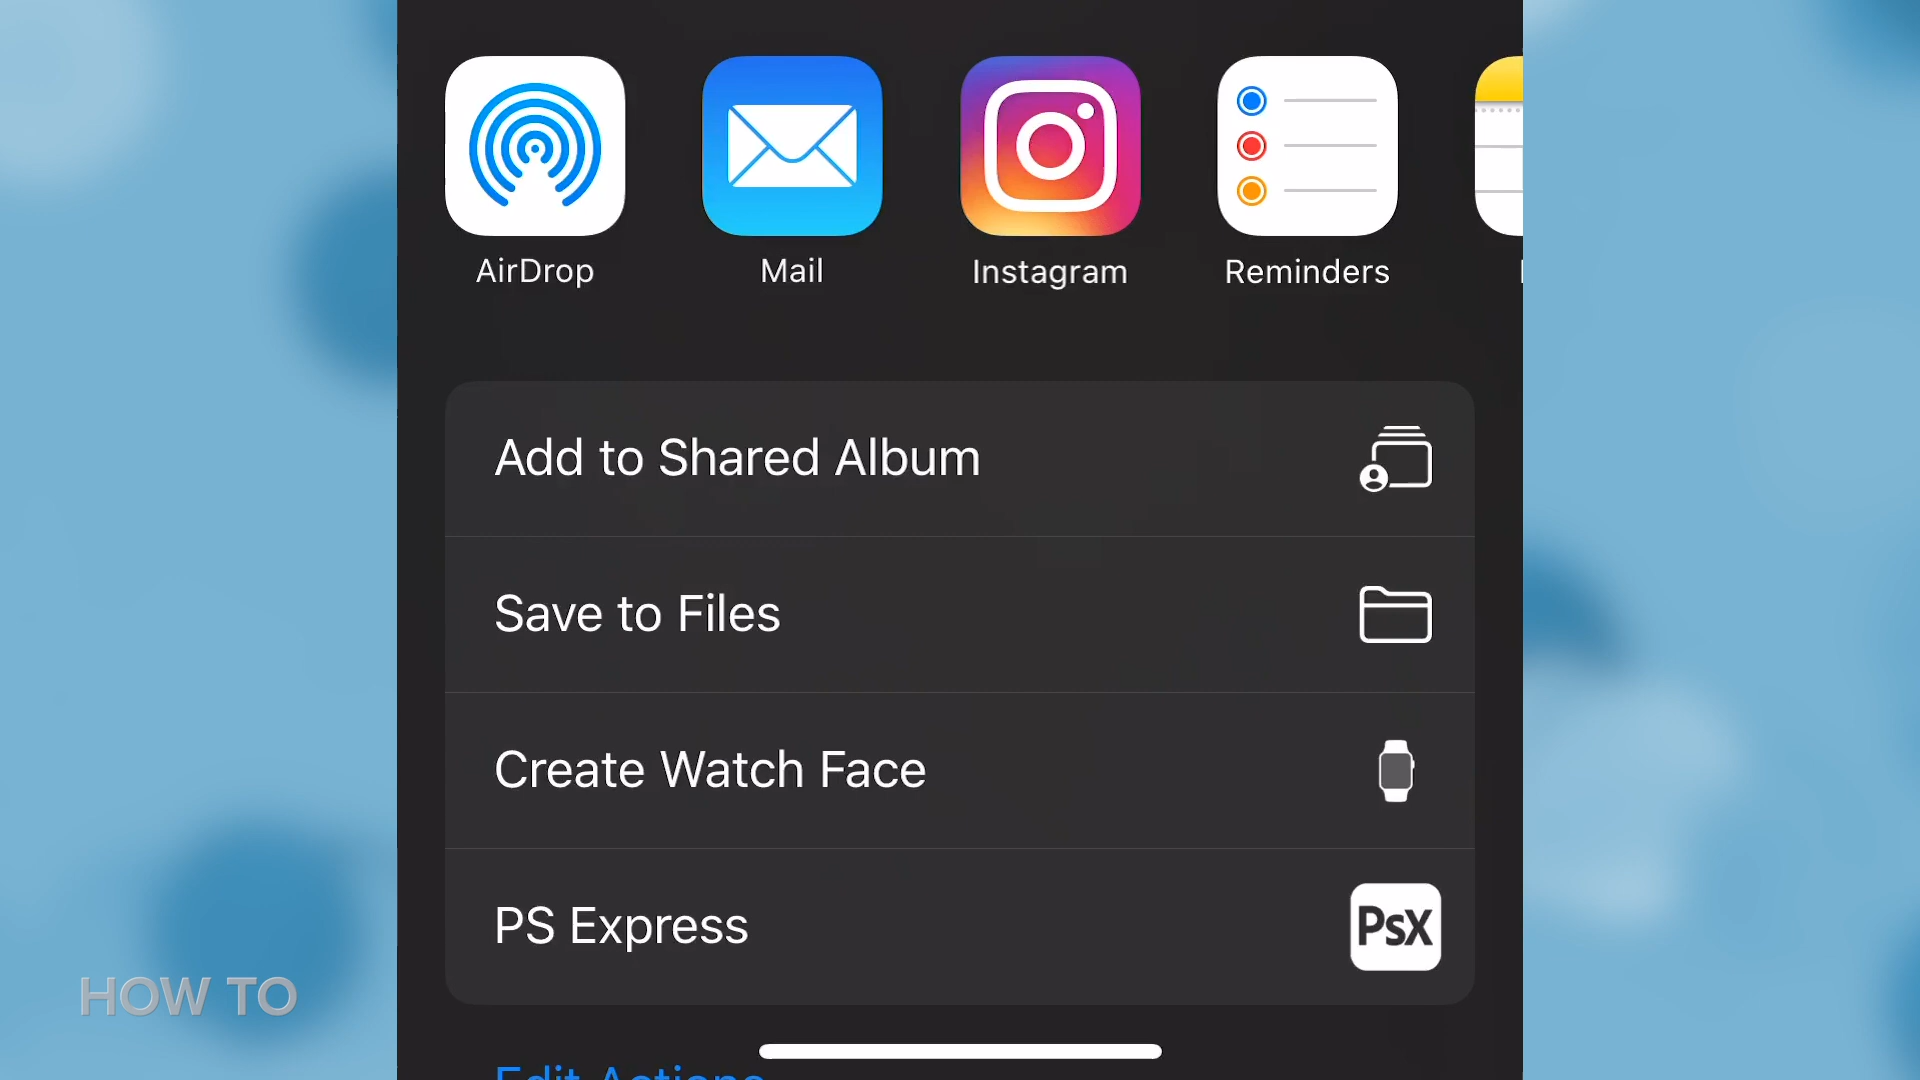 AirDrop
Mail
Instagram
Reminders
Add to Shared Album
Save to Files
Create Watch Face
PS Express
PsX
HOW TO
Edit Actions